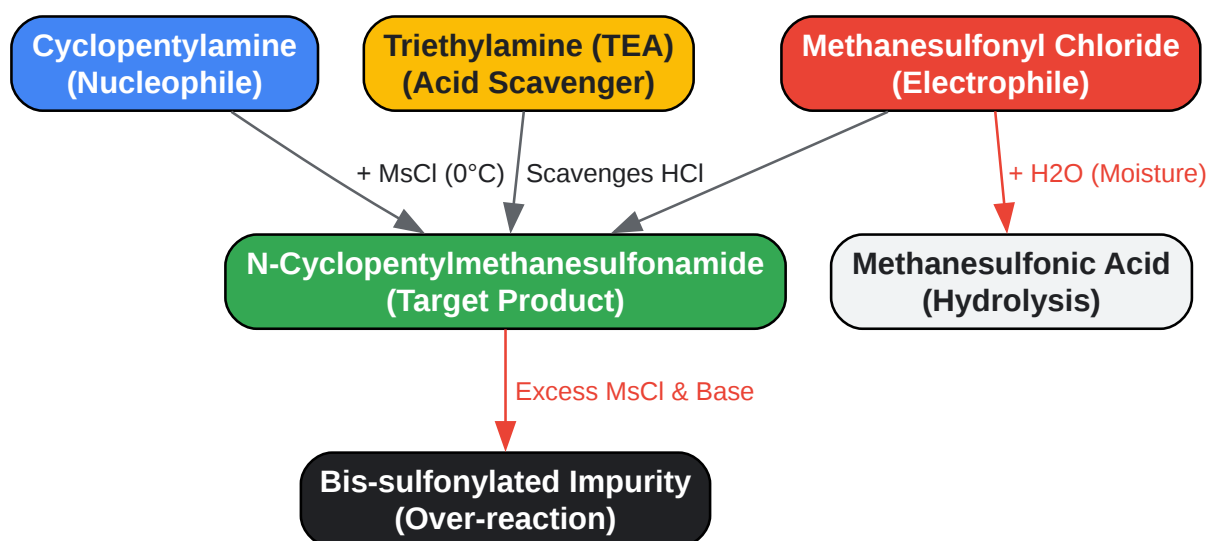 Cyclopentylamine
(Nucleophile)
Triethylamine (TEA)
(Acid Scavenger)
Methanesulfonyl Chloride
(Electrophile)
+ MsCl (0°C)
Scavenges HCl
+ H2O (Moisture)
N-Cyclopentylmethanesulfonamide
(Target Product)
Methanesulfonic Acid
(Hydrolysis)
Excess MsCl & Base
Bis-sulfonylated Impurity
(Over-reaction)